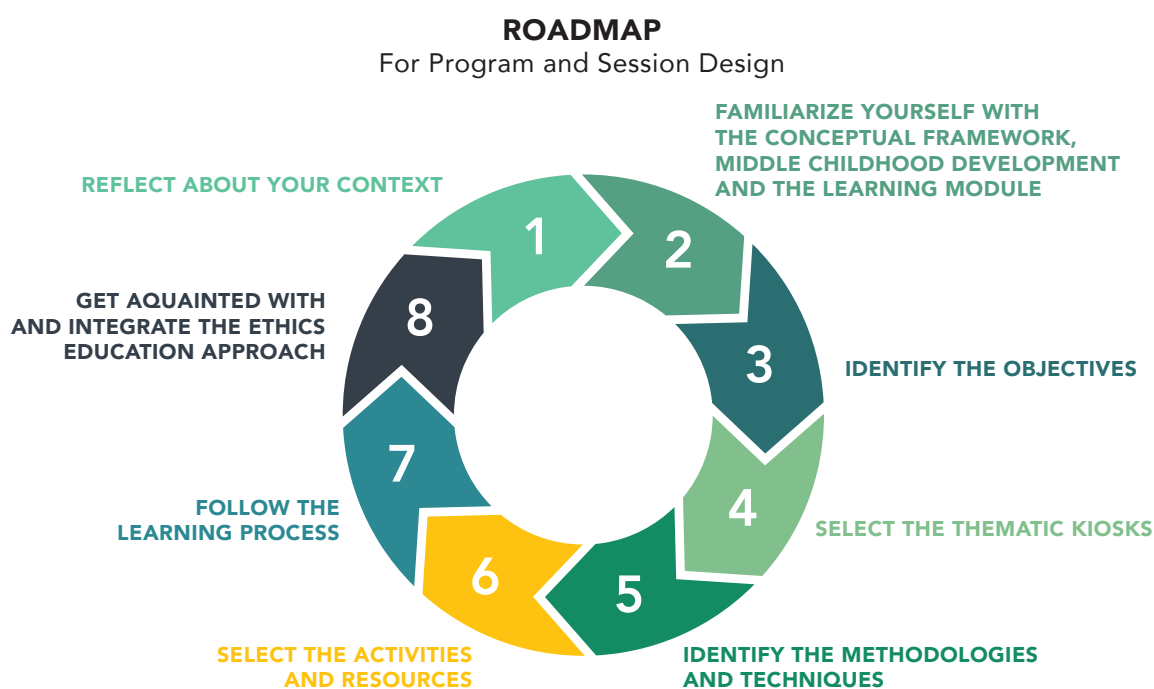 ROADMAP
For Program and Session Design
1
REFLECT ABOUT YOUR CONTEXT
2
FAMILIARIZE YOURSELF WITH
THE CONCEPTUAL FRAMEWORK,
MIDDLE CHILDHOOD DEVELOPMENT
AND THE LEARNING MODULE
3
IDENTIFY THE OBJECTIVES
4
SELECT THE THEMATIC KIOSKS
5
IDENTIFY THE METHODOLOGIES
AND TECHNIQUES
6
SELECT THE ACTIVITIES
AND RESOURCES
7
FOLLOW THE
LEARNING PROCESS
8
GET AQUAINTED WITH
AND INTEGRATE THE ETHICS
EDUCATION APPROACH